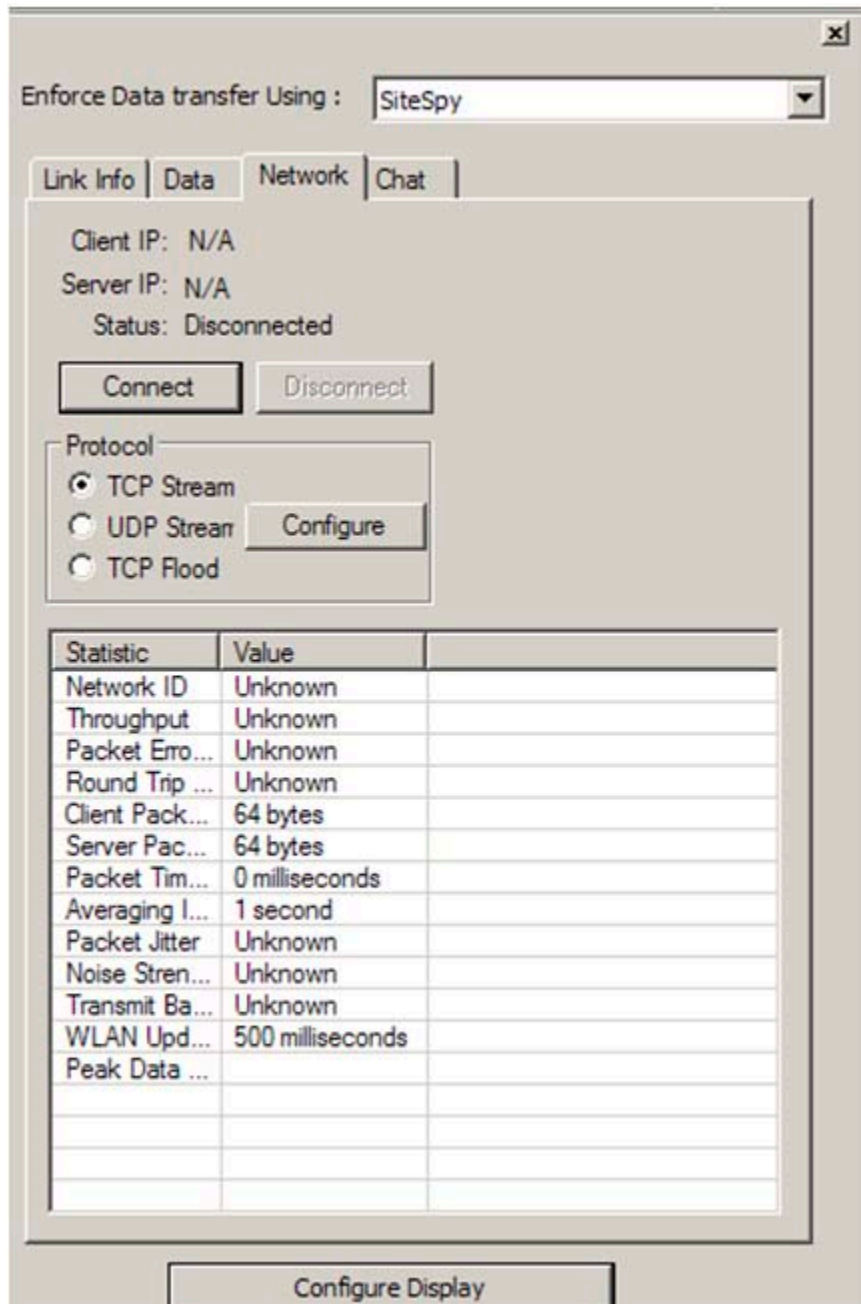 Enforce Data transfer Using : SiteSpy
Link Info Data Network Chat
Client IP: N/A
Server IP: N/A
Status: Disconnected
Connect Disconnect
Protocol
TCP Stream
UDP Stream Configure
TCP Flood
Statistic Value
Network ID Unknown
Throughput Unknown
Packet Erro... Unknown
Round Trip ... Unknown
Client Pack... 64 bytes
Server Pac... 64 bytes
Packet Tim... 0 milliseconds
Averaging I... 1 second
Packet Jitter Unknown
Noise Stren... Unknown
Transmit Ba... Unknown
WLAN Upd... 500 milliseconds
Peak Data ...
Configure Display